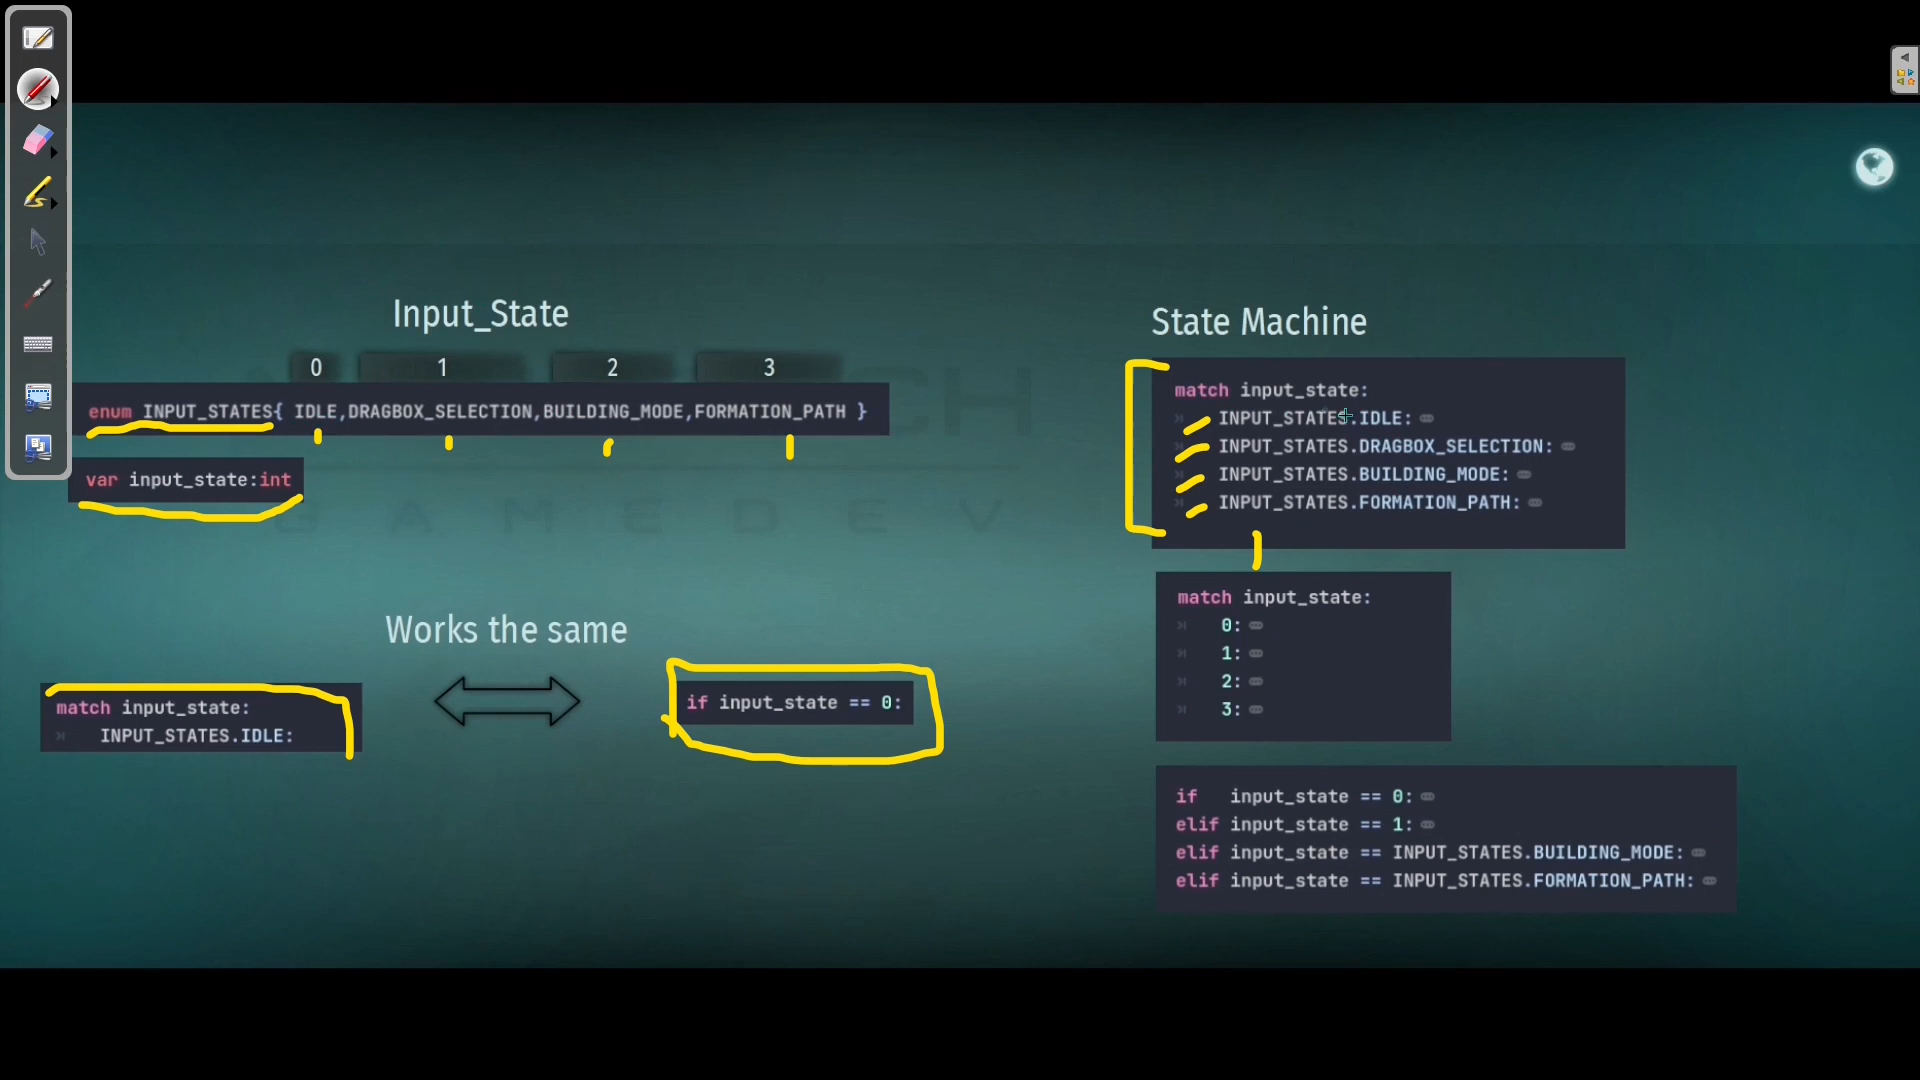 Input_State
0 1 2 3
enum INPUT_STATES{ IDLE,DRAGBOX_SELECTION,BUILDING_MODE,FORMATION_PATH }
var input_state:int
Works the same
match input_state:
INPUT_STATES.IDLE:
if input_state == 0:
State Machine
match input_state:
INPUT_STATES.IDLE:
INPUT_STATES.DRAGBOX_SELECTION:
INPUT_STATES.BUILDING_MODE:
INPUT_STATES.FORMATION_PATH:
match input_state:
0:
1:
2:
3:
if input_state == 0:
elif input_state == 1:
elif input_state == INPUT_STATES.BUILDING_MODE:
elif input_state == INPUT_STATES.FORMATION_PATH:
GAMEDEV